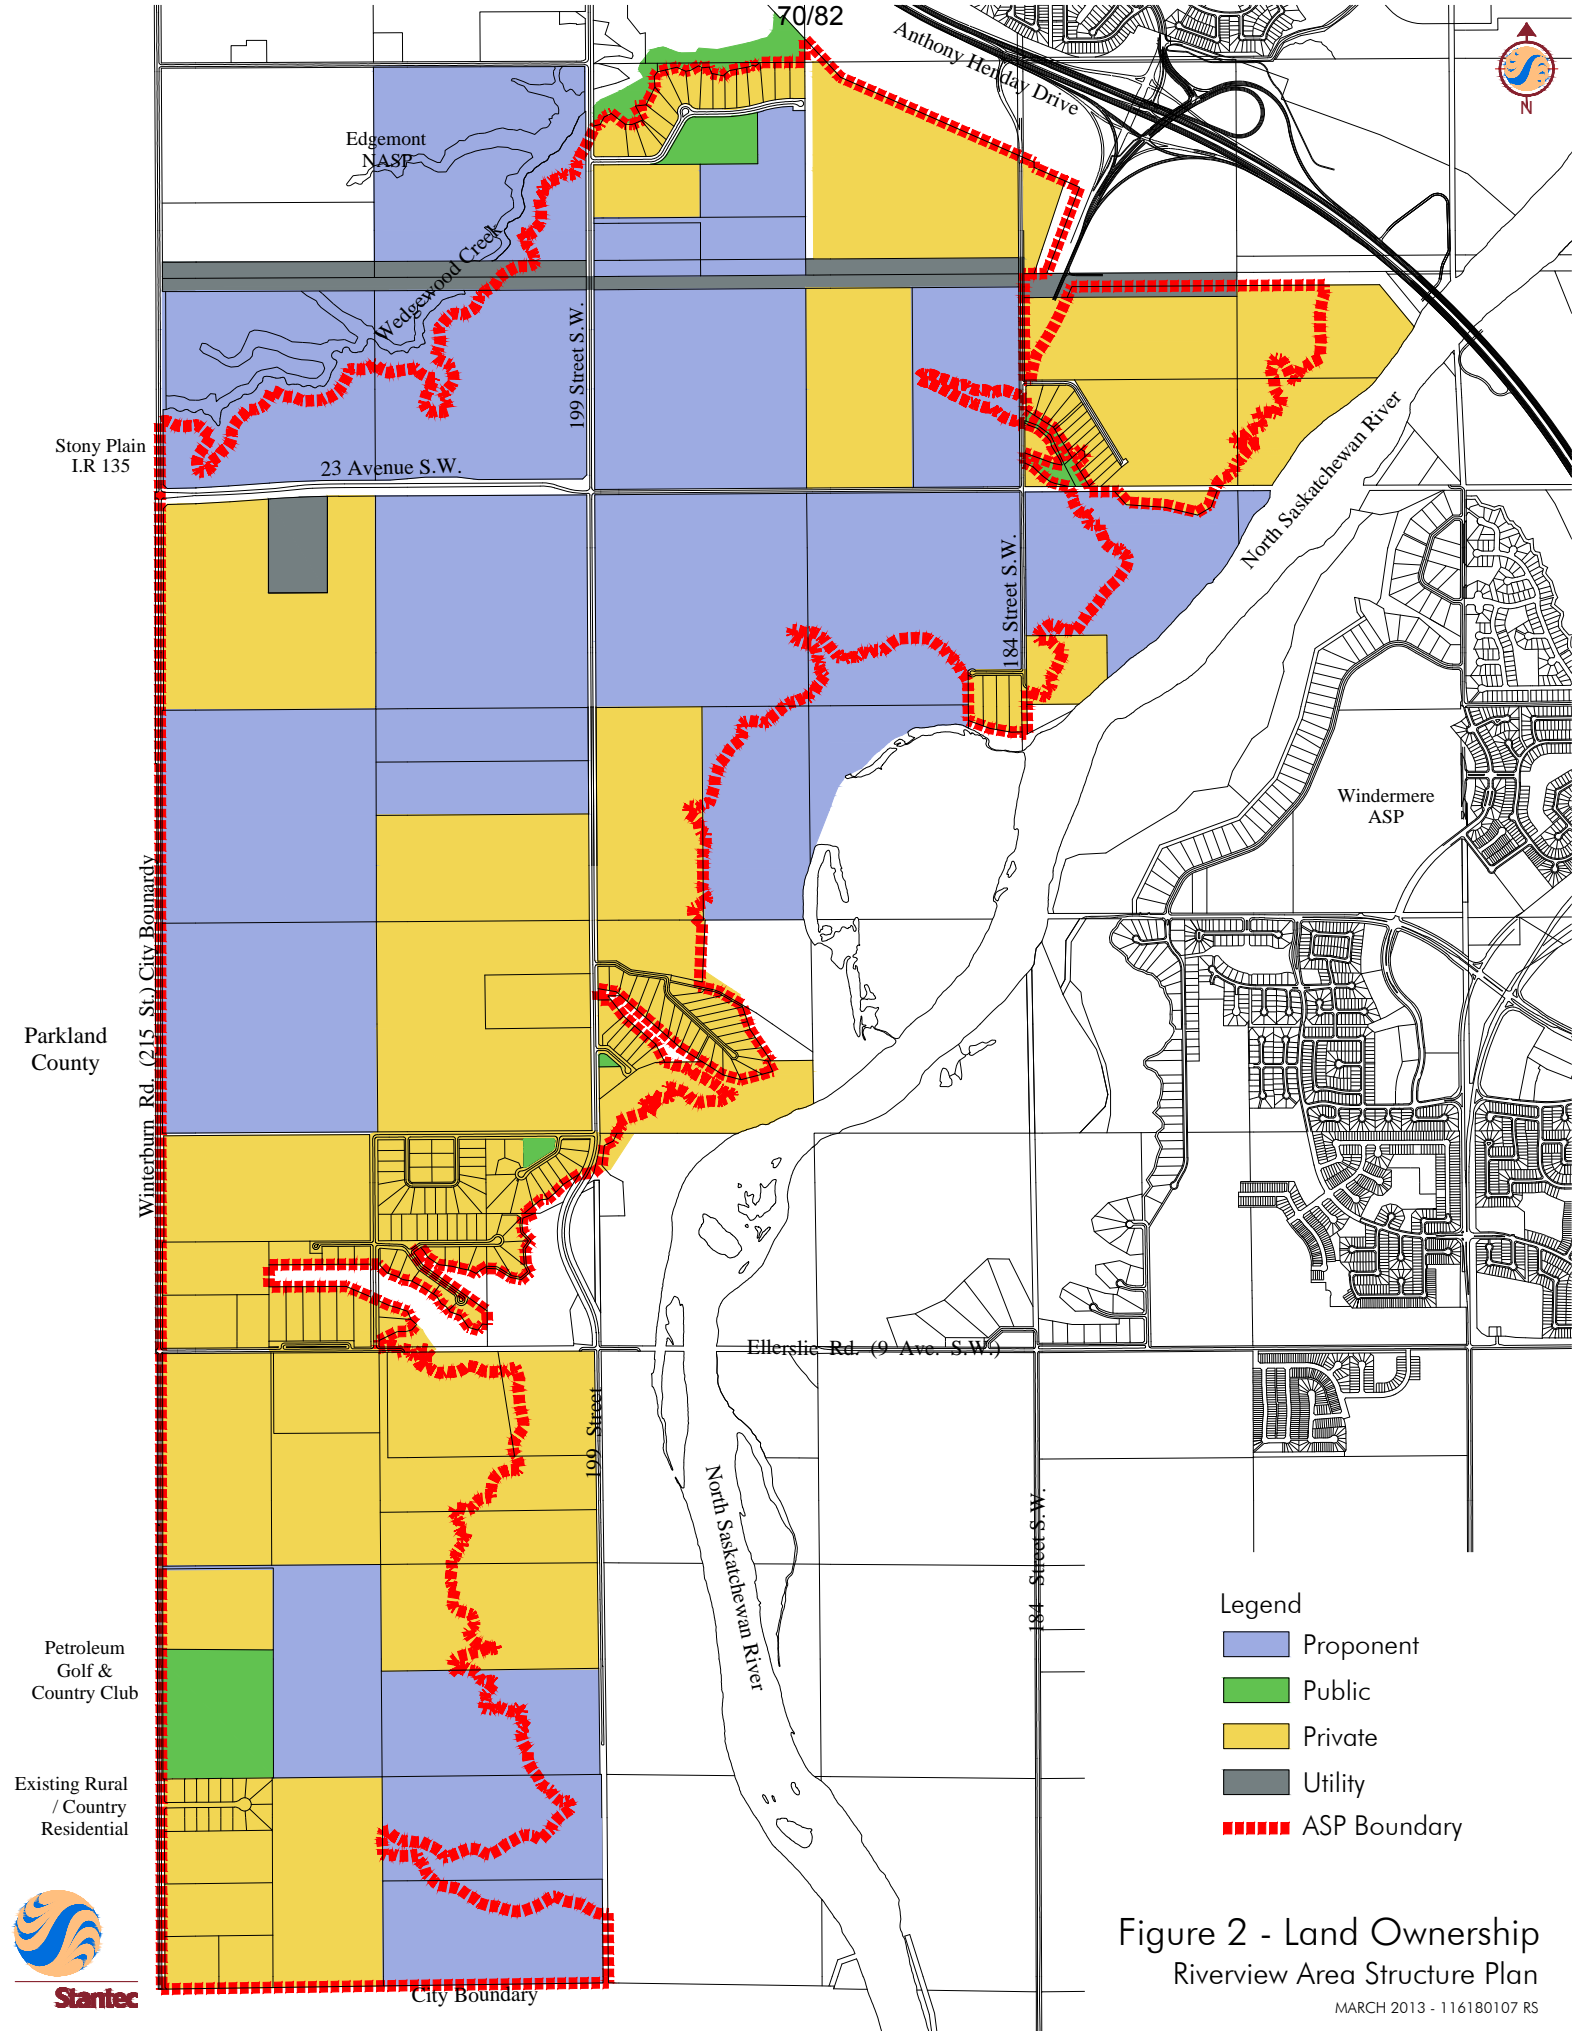 70/82
Anthony Henday Drive
N
Edgemont
NASP
Wedgewood Creek
199 Street S.W.
Stony Plain
I.R 135
23 Avenue S.W.
North Saskatchewan River
184 Street S.W.
Windermere
ASP
Winterburn Rd. (215 St.) City Bounardy
Parkland
County
Ellerslie Rd. (9 Ave. S.W.)
199 Street
North Saskatchewan River
184 Street S.W.
Petroleum
Golf &
Country Club
Existing Rural
/ Country
Residential
Legend
Proponent
Public
Private
Utility
ASP Boundary
Stantec
City Boundary
Figure 2 - Land Ownership
Riverview Area Structure Plan
MARCH 2013 - 116180107 RS